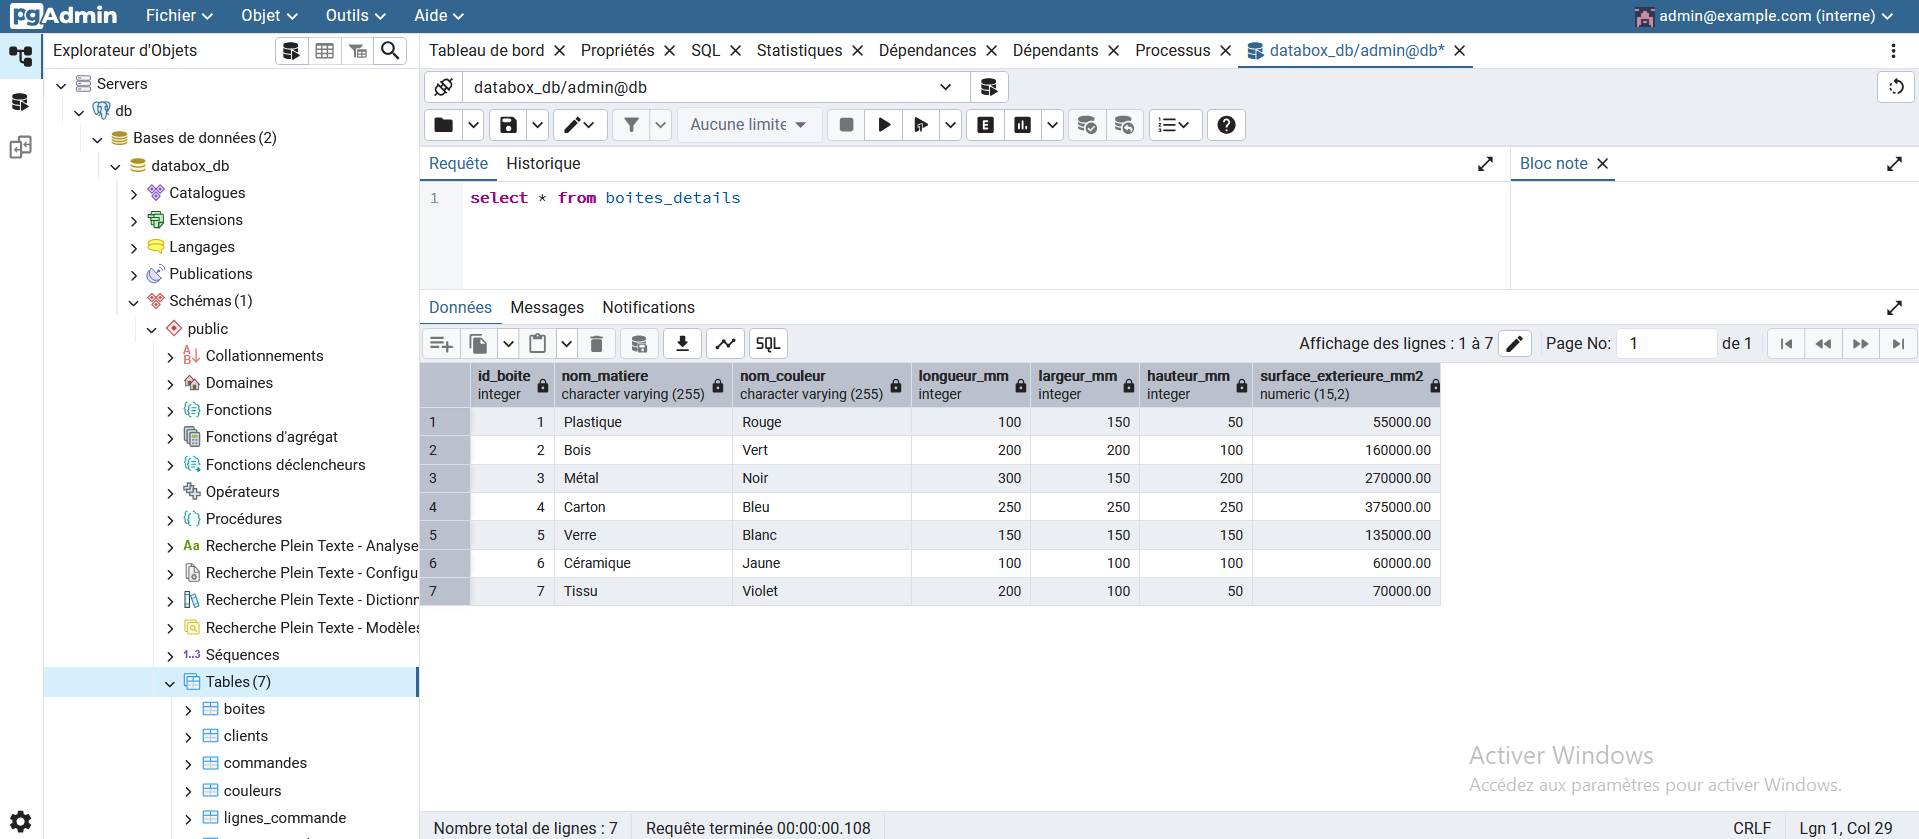 pgAdmin Fichier Objet Outils Aide admin@example.com (interne)
Explorateur d'Objets
Tableau de bord Propriétés SQL Statistiques Dépendances Dépendants Processus databox_db/admin@db*
Servers
db
Bases de données (2)
databox_db
Catalogues
Extensions
Langages
Publications
Schémas (1)
public
Collationnements
Domaines
Fonctions
Fonctions d'agrégat
Fonctions déclencheurs
Opérateurs
Procédures
Aa Recherche Plein Texte - Analyse
Recherche Plein Texte - Configu
Recherche Plein Texte - Dictionn
Recherche Plein Texte - Modèles
1..3 Séquences
Tables (7)
boites
clients
commandes
couleurs
lignes_commande
databox_db/admin@db
Aucune limite E
Requête Historique
Bloc note
1 select * from boites_details
Données Messages Notifications
SQL Affichage des lignes : 1 à 7 Page No: 1 de 1
id_boite nom_matiere nom_couleur longueur_mm largeur_mm hauteur_mm surface_exterieure_mm2
integer character varying (255) character varying (255) integer integer integer numeric (15,2)
1 1 Plastique Rouge 100 150 50 55000.00
2 2 Bois Vert 200 200 100 160000.00
3 3 Métal Noir 300 150 200 270000.00
4 4 Carton Bleu 250 250 250 375000.00
5 5 Verre Blanc 150 150 150 135000.00
6 6 Céramique Jaune 100 100 100 60000.00
7 7 Tissu Violet 200 100 50 70000.00
Activer Windows
Accédez aux paramètres pour activer Windows.
Nombre total de lignes : 7 Requête terminée 00:00:00.108 CRLF Lgn 1, Col 29